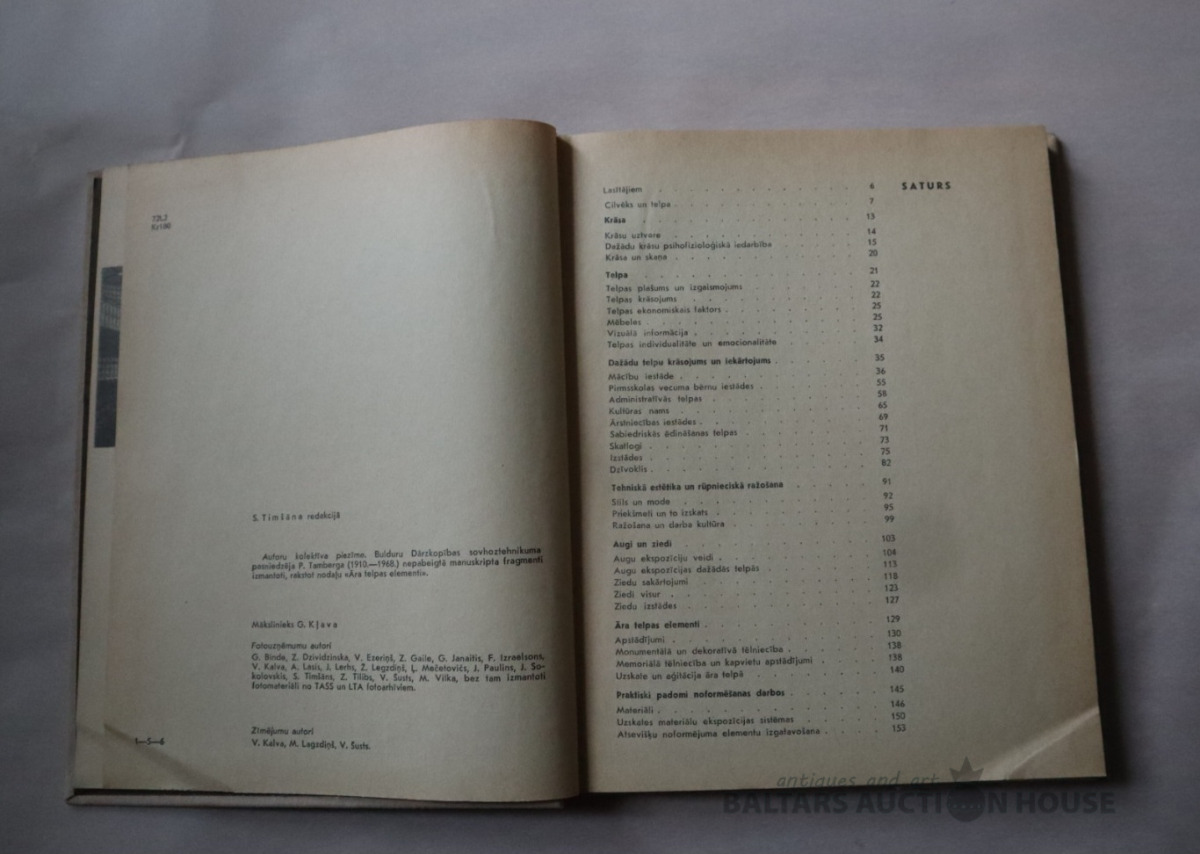 72L2
Kr198
S. Timšāna redakcijā
Autoru kolektīva piezīme. Bulduru Dārzkopības sovhoztehnikuma
pasniedzēja P. Tamberga (1910.—1968.) nepabeigtā manuskripta fragmenti
izmantoti, rakstot nodaļu «Āra telpas elementi».
Mākslinieks G. Kļava
Fotouzņēmumu autori
G. Binde, Z. Dzividzinska, V. Eseriņš, Z. Gaile, G. Janaitis, F. Izraelsons,
V. Kalva, A. Lasis, J. Lerhs, Z. Legzdiņš, Ļ. Mečetovičs, J. Pauliņš, J. So-
kolovskis, S. Timšāns, Z. Tilibs, V. Šusts, M. Vilka, bez tam izmantoti
fotomateriāli no TASS un LTA fotoarhīviem.
Zīmējumu autori
V. Kalva, M. Lagzdiņš, V. Šusts.
1—5—6
SATURS
Lasītājiem 6
Cilvēks un telpa 7
Krāsa 13
Krāsu uztvere 14
Dažādu krāsu psihofizioloģiskā iedarbība 15
Krāsa un skaņa 20
Telpa 21
Telpas plašums un izgaismojums 22
Telpas krāsojums 22
Telpas ekonomiskais faktors 25
Mēbeles 25
Vizuālā informācija 32
Telpas individualitāte un emocionalitāte 34
Dažādu telpu krāsojums un iekārtojums 35
Mācību iestāde 36
Pirmsskolas vecuma bērnu iestādes 55
Administratīvās telpas 58
Kultūras nams 65
Ārstniecības iestādes 69
Sabiedriskās ēdināšanas telpas 71
Skatlogi 73
Izstādes 75
Dzīvoklis 82
Tehniskā estētika un rūpnieciskā ražošana 91
Stils un mode 92
Priekšmeti un to izskats 95
Ražošana un darba kultūra 99
Augi un ziedi 103
Augu ekspozīciju veidi 104
Augu ekspozīcijas dažādās telpās 113
Ziedu sakārtojumi 118
Ziedi visur 123
Ziedu izstādes 127
Āra telpas elementi 129
Apstādījumi 130
Monumentālā un dekoratīvā tēlniecība 138
Memoriālā tēlniecība un kapvietu apstādījumi 138
Uzskate un aģitācija āra telpā 140
Praktiski padomi noformēšanas darbos 145
Materiāli 146
Uzskates materiālu ekspozīcijas sistēmas 150
Atsevišķu noformējuma elementu izgatavošana 153
antiques and art
BALTARS AUCTION HOUSE